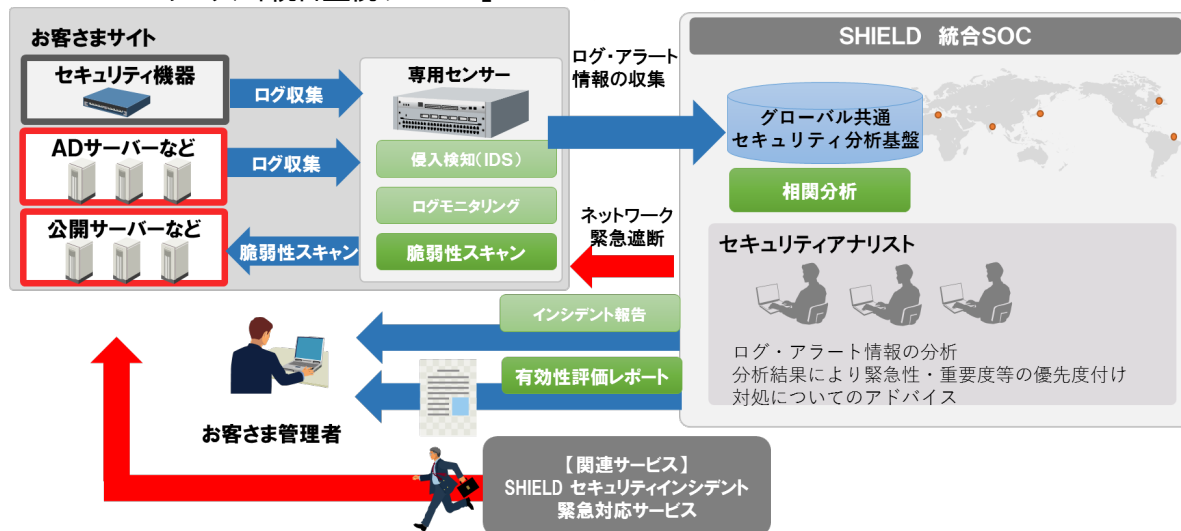 お客さまサイト
セキュリティ機器
ログ収集
ADサーバーなど
ログ収集
公開サーバーなど
脆弱性スキャン
専用センサー
侵入検知(IDS)
ログモニタリング
脆弱性スキャン
ログ・アラート
情報の収集
ネットワーク
緊急遮断
SHIELD 統合SOC
グローバル共通
セキュリティ分析基盤
相関分析
セキュリティアナリスト
ログ・アラート情報の分析
分析結果により緊急性・重要度等の優先度付け
対処についてのアドバイス
インシデント報告
有効性評価レポート
お客さま管理者
【関連サービス】
SHIELD セキュリティインシデント
緊急対応サービス